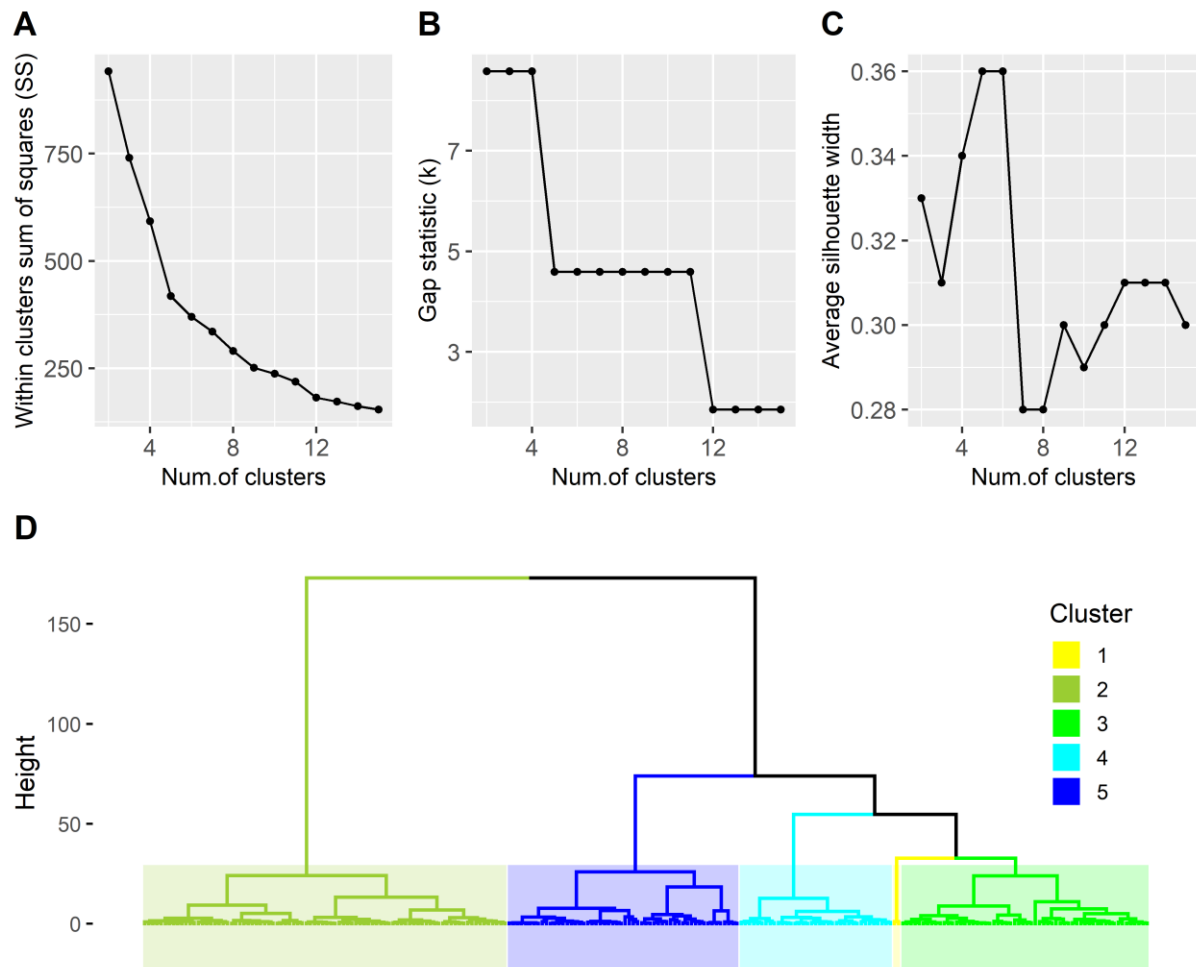 A
Within clusters sum of squares (SS)
750
500
250
4 8 12
Num.of clusters
B
Gap statistic (k)
7
5
3
4 8 12
Num.of clusters
C
Average silhouette width
0.36
0.34
0.32
0.30
0.28
4 8 12
Num.of clusters
D
Height
150
100
50
0
Cluster
1
2
3
4
5